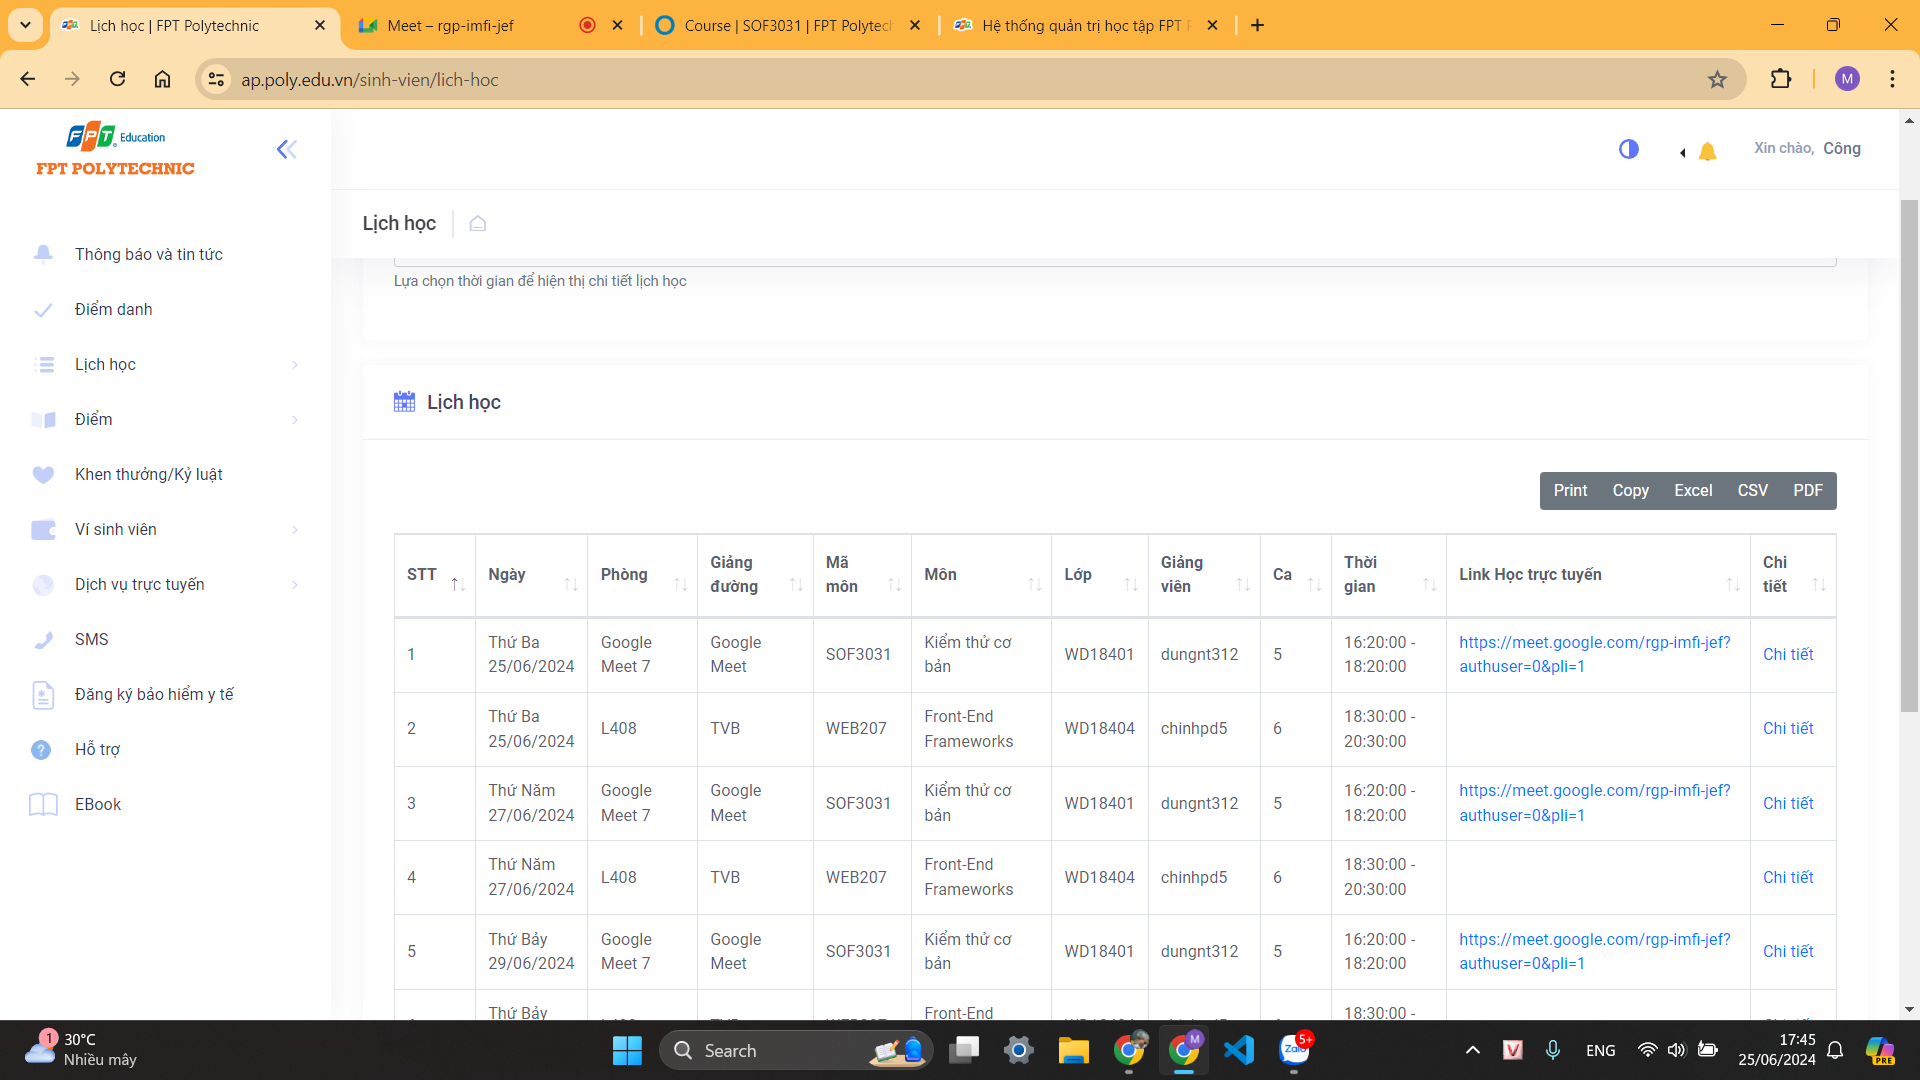 Lịch học | FPT Polytechnic
Meet – rgp-imfi-jef
Course | SOF3031 | FPT Polytec
Hệ thống quản trị học tập FPT
ap.poly.edu.vn/sinh-vien/lich-hoc
M
FPT Education
FPT POLYTECHNIC
Xin chào, Công
Lịch học
Thông báo và tin tức
Điểm danh
Lịch học
Điểm
Khen thưởng/Kỷ luật
Ví sinh viên
Dịch vụ trực tuyến
SMS
Đăng ký bảo hiểm y tế
Hỗ trợ
EBook
Lựa chọn thời gian để hiện thị chi tiết lịch học
Lịch học
Print Copy Excel CSV PDF
STT Ngày Phòng Giảng đường Mã môn Môn Lớp Giảng viên Ca Thời gian Link Học trực tuyến Chi tiết
1 Thứ Ba 25/06/2024 Google Meet 7 Google Meet SOF3031 Kiểm thử cơ bản WD18401 dungnt312 5 16:20:00 - 18:20:00 https://meet.google.com/rgp-imfi-jef?authuser=0&pli=1 Chi tiết
2 Thứ Ba 25/06/2024 L408 TVB WEB207 Front-End Frameworks WD18404 chinhpd5 6 18:30:00 - 20:30:00 Chi tiết
3 Thứ Năm 27/06/2024 Google Meet 7 Google Meet SOF3031 Kiểm thử cơ bản WD18401 dungnt312 5 16:20:00 - 18:20:00 https://meet.google.com/rgp-imfi-jef?authuser=0&pli=1 Chi tiết
4 Thứ Năm 27/06/2024 L408 TVB WEB207 Front-End Frameworks WD18404 chinhpd5 6 18:30:00 - 20:30:00 Chi tiết
5 Thứ Bảy 29/06/2024 Google Meet 7 Google Meet SOF3031 Kiểm thử cơ bản WD18401 dungnt312 5 16:20:00 - 18:20:00 https://meet.google.com/rgp-imfi-jef?authuser=0&pli=1 Chi tiết
Thứ Bảy Front-End 18:30:00 -
1
30°C
Nhiều mây
Search
M
Zalo
5+
V
ENG
17:45
25/06/2024
PRE